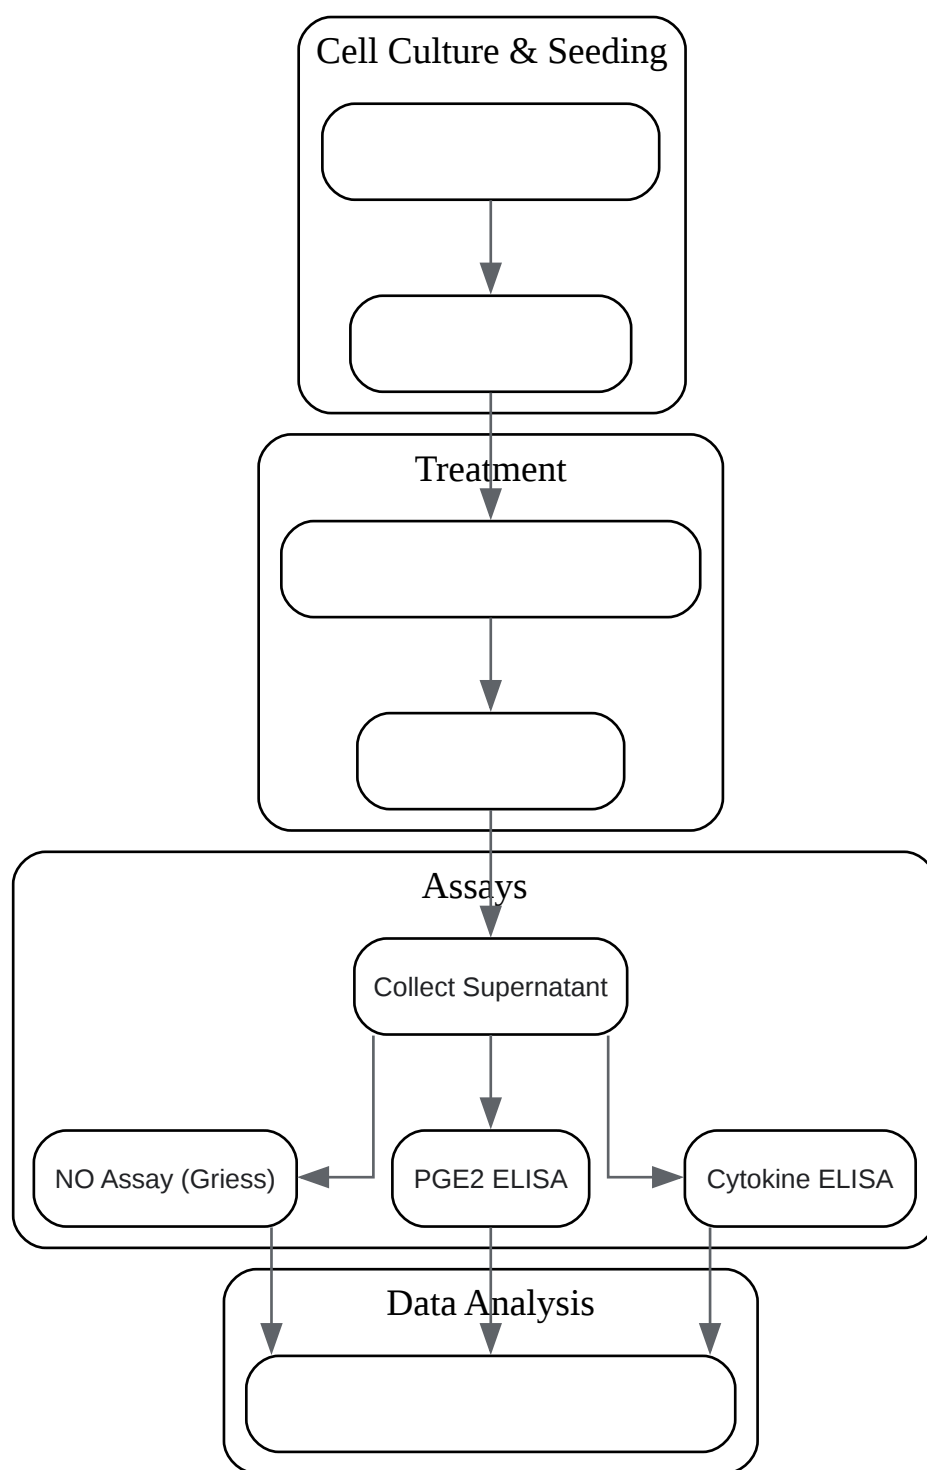 Cell Culture & Seeding
Treatment
Assays
Collect Supernatant
NO Assay (Griess)
PGE2 ELISA
Cytokine ELISA
Data Analysis